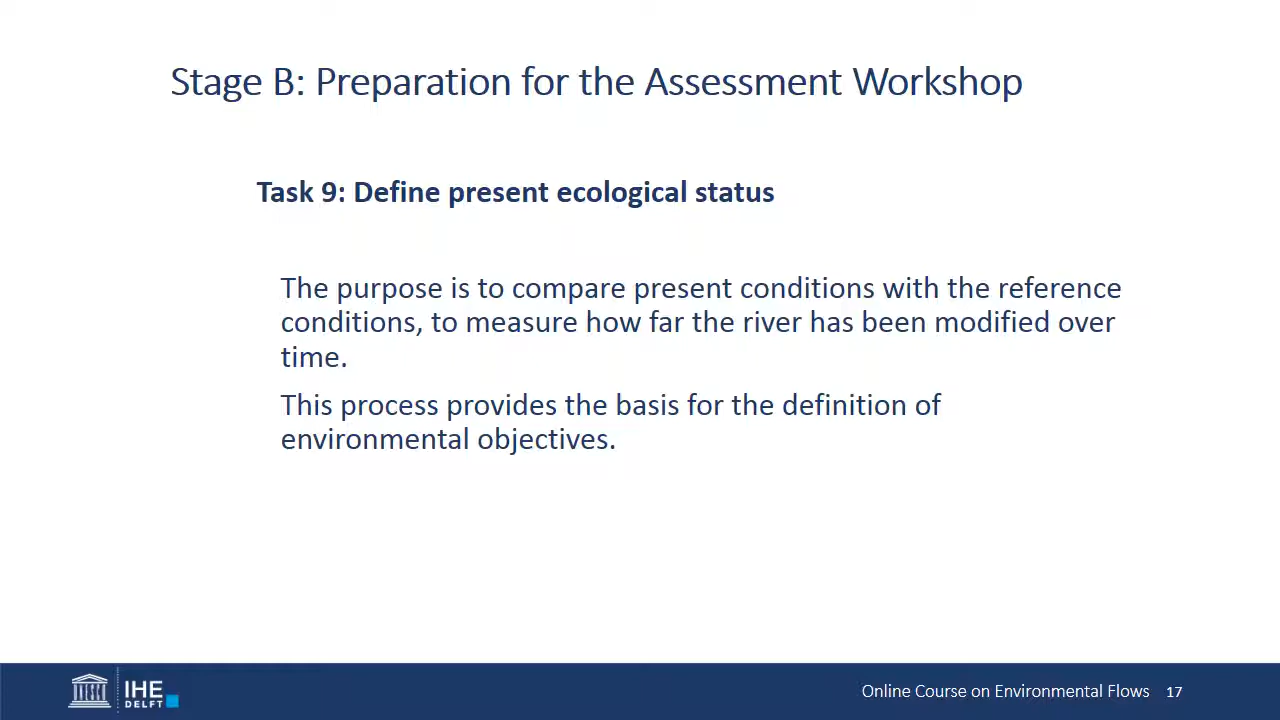 Stage B: Preparation for the Assessment Workshop
Task 9: Define present ecological status
The purpose is to compare present conditions with the reference
conditions, to measure how far the river has been modified over
time.
This process provides the basis for the definition of
environmental objectives.
IHE
DELFT
Online Course on Environmental Flows 17